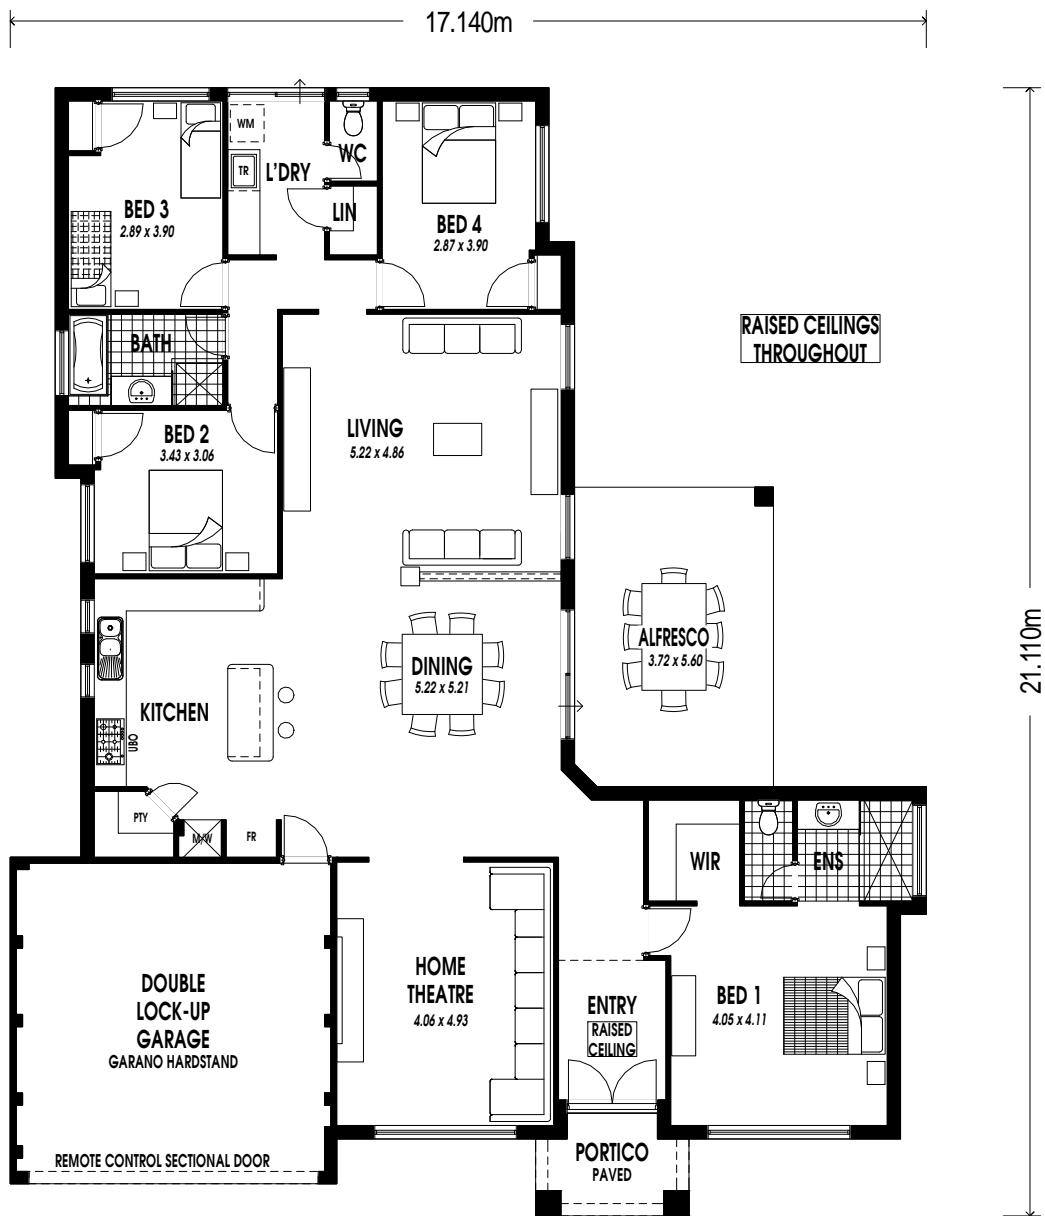 17.140m
WM
WC
TR
L'DRY
BED 3
2.89 x 3.90
LIN
BED 4
2.87 x 3.90
RAISED CEILINGS
THROUGHOUT
BATH
LIVING
5.22 x 4.86
BED 2
3.43 x 3.06
21.110m
ALFRESCO
3.72 x 5.60
DINING
5.22 x 5.21
KITCHEN
UBO
PTY
M/W
FR
WIR
ENS
HOME
THEATRE
4.06 x 4.93
DOUBLE
LOCK-UP
GARAGE
GARANO HARDSTAND
ENTRY
RAISED
CEILING
BED 1
4.05 x 4.11
REMOTE CONTROL SECTIONAL DOOR
PORTICO
PAVED